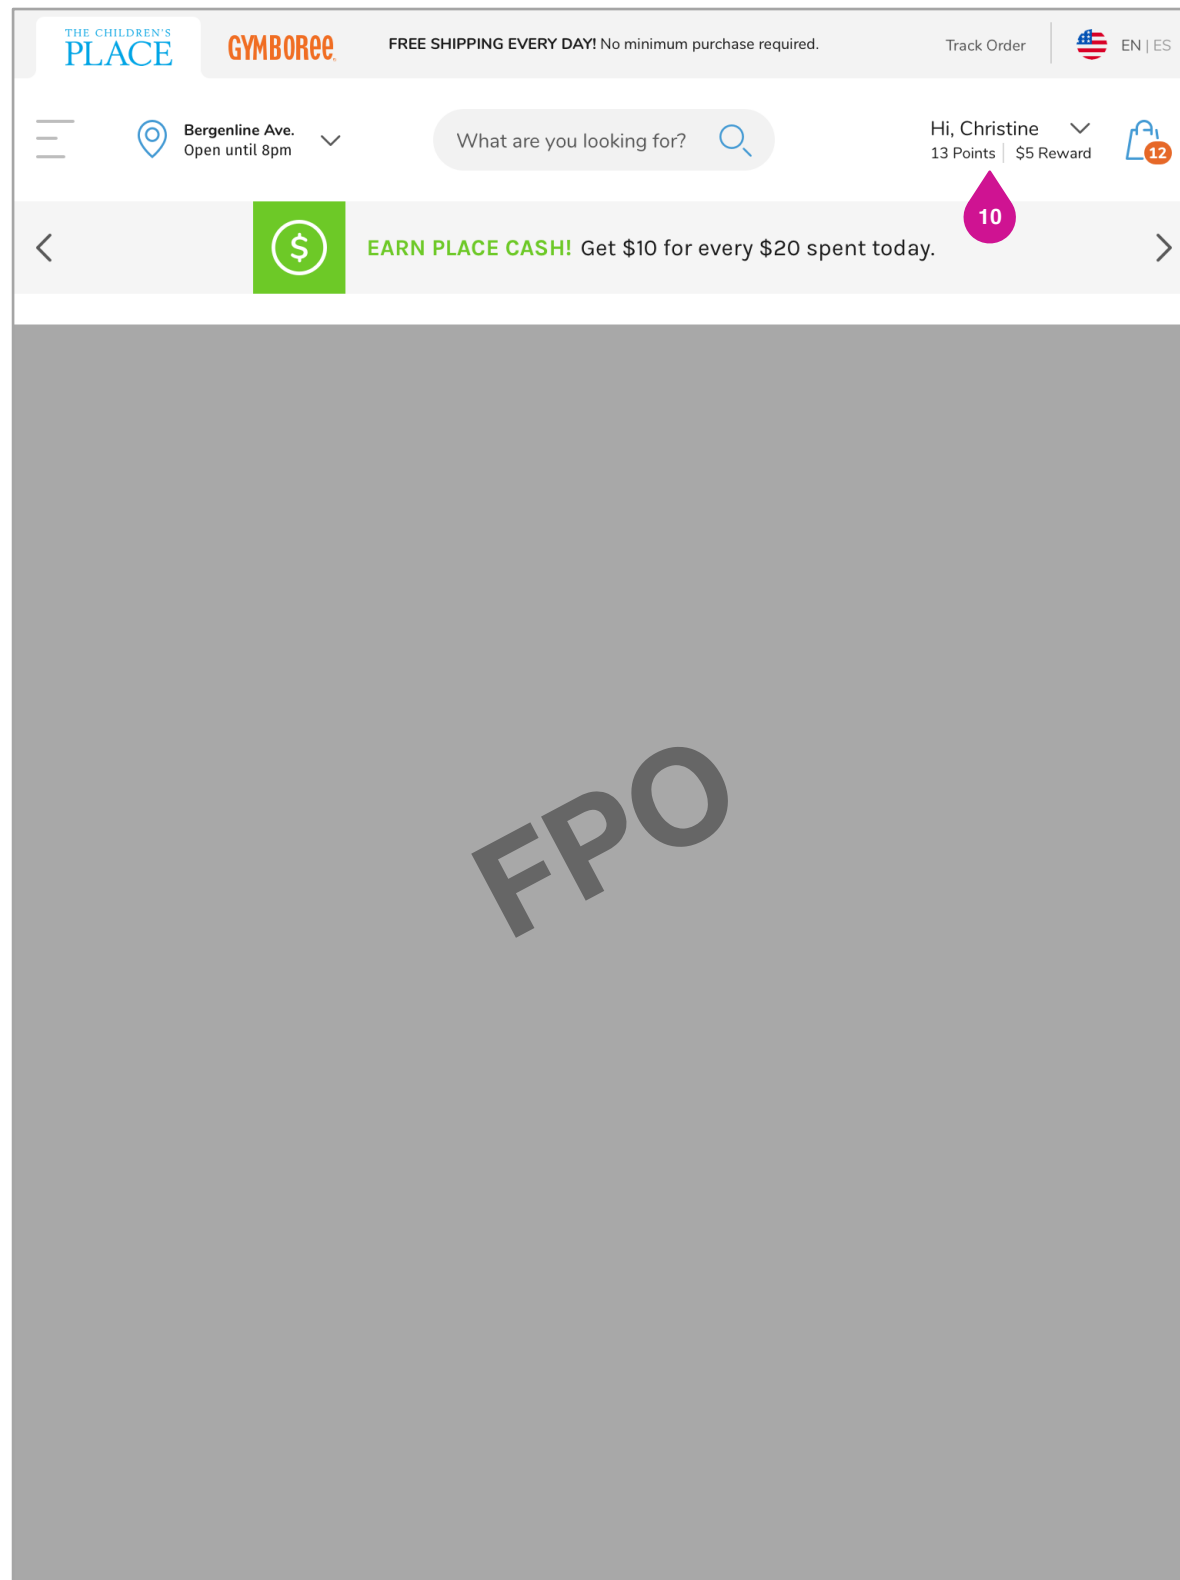 THE CHILDREN'S
PLACE
GYMBOREE
FREE SHIPPING EVERY DAY! No minimum purchase required.
Track Order
EN | ES
Bergenline Ave.
Open until 8pm
What are you looking for?
Hi, Christine
13 Points | $5 Reward
12
10
$
EARN PLACE CASH! Get $10 for every $20 spent today.
FPO